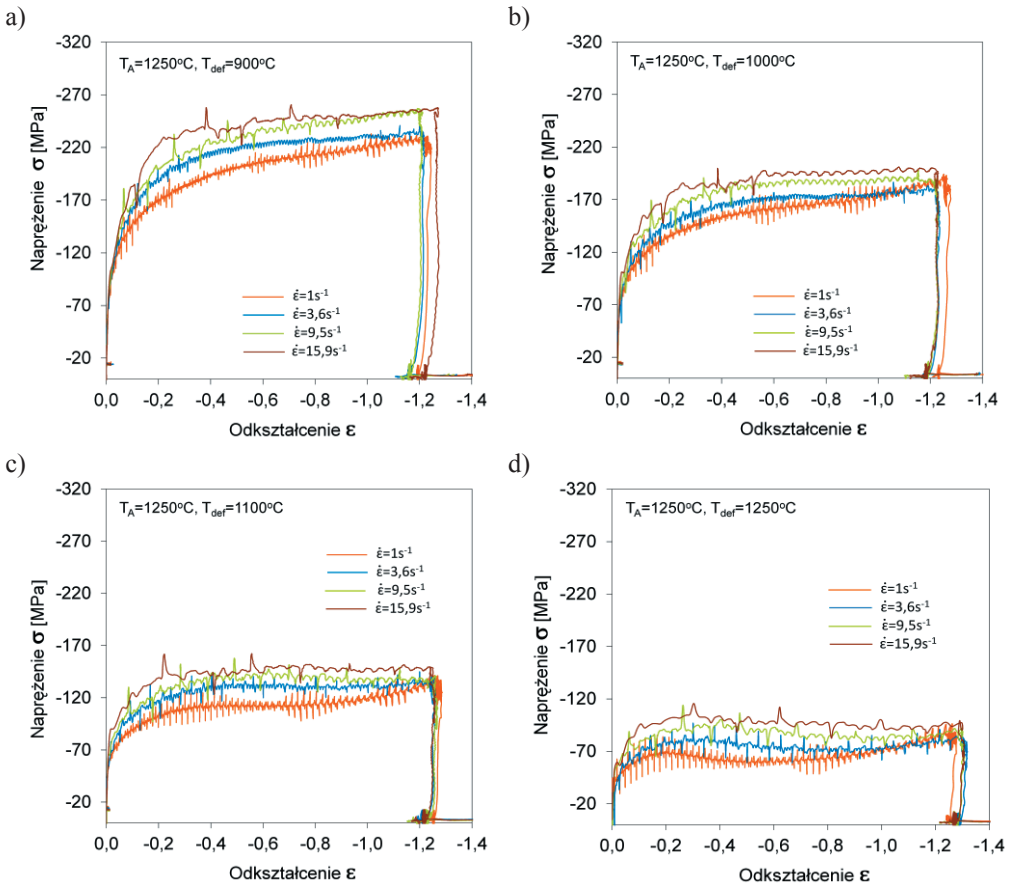 a)
-320
-270
-220
-170
-120
-70
-20
Naprężenie σ [MPa]
T_A=1250°C, T_def=900°C
ε̇=1s⁻¹
ε̇=3,6s⁻¹
ε̇=9,5s⁻¹
ε̇=15,9s⁻¹
0,0 -0,2 -0,4 -0,6 -0,8 -1,0 -1,2 -1,4
Odkształcenie ε
b)
-320
-270
-220
-170
-120
-70
-20
Naprężenie σ [MPa]
T_A=1250°C, T_def=1000°C
ε̇=1s⁻¹
ε̇=3,6s⁻¹
ε̇=9,5s⁻¹
ε̇=15,9s⁻¹
0,0 -0,2 -0,4 -0,6 -0,8 -1,0 -1,2 -1,4
Odkształcenie ε
c)
-320
-270
-220
-170
-120
-70
-20
Naprężenie σ [MPa]
T_A=1250°C, T_def=1100°C
ε̇=1s⁻¹
ε̇=3,6s⁻¹
ε̇=9,5s⁻¹
ε̇=15,9s⁻¹
0,0 -0,2 -0,4 -0,6 -0,8 -1,0 -1,2 -1,4
Odkształcenie ε
d)
-320
-270
-220
-170
-120
-70
-20
Naprężenie σ [MPa]
T_A=1250°C, T_def=1250°C
ε̇=1s⁻¹
ε̇=3,6s⁻¹
ε̇=9,5s⁻¹
ε̇=15,9s⁻¹
0,0 -0,2 -0,4 -0,6 -0,8 -1,0 -1,2 -1,4
Odkształcenie ε